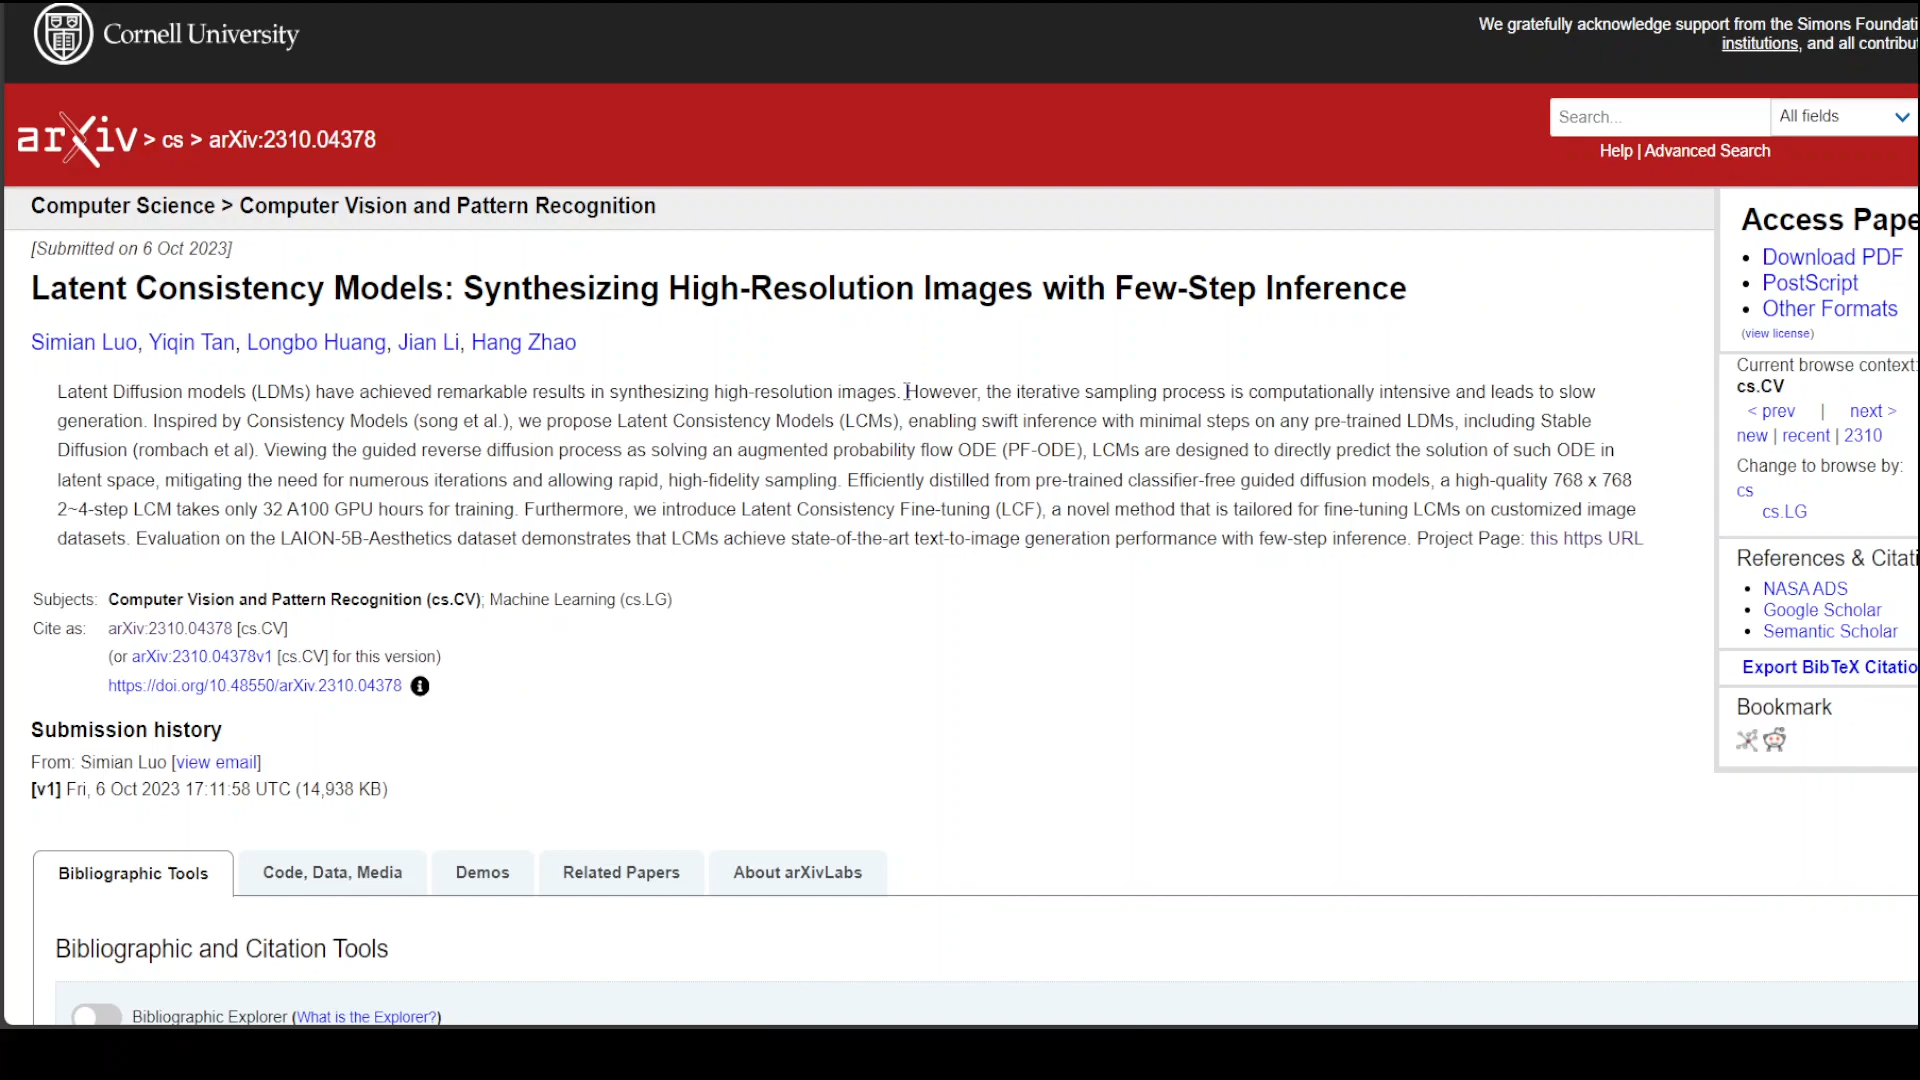 Cornell University
We gratefully acknowledge support from the Simons Foundati
institutions, and all contribu
arXiv > cs > arXiv:2310.04378
Search...
All fields
Help | Advanced Search
Computer Science > Computer Vision and Pattern Recognition
[Submitted on 6 Oct 2023]
Latent Consistency Models: Synthesizing High-Resolution Images with Few-Step Inference
Simian Luo, Yiqin Tan, Longbo Huang, Jian Li, Hang Zhao
Latent Diffusion models (LDMs) have achieved remarkable results in synthesizing high-resolution images. However, the iterative sampling process is computationally intensive and leads to slow
generation. Inspired by Consistency Models (song et al.), we propose Latent Consistency Models (LCMs), enabling swift inference with minimal steps on any pre-trained LDMs, including Stable
Diffusion (rombach et al). Viewing the guided reverse diffusion process as solving an augmented probability flow ODE (PF-ODE), LCMs are designed to directly predict the solution of such ODE in
latent space, mitigating the need for numerous iterations and allowing rapid, high-fidelity sampling. Efficiently distilled from pre-trained classifier-free guided diffusion models, a high-quality 768 x 768
2~4-step LCM takes only 32 A100 GPU hours for training. Furthermore, we introduce Latent Consistency Fine-tuning (LCF), a novel method that is tailored for fine-tuning LCMs on customized image
datasets. Evaluation on the LAION-5B-Aesthetics dataset demonstrates that LCMs achieve state-of-the-art text-to-image generation performance with few-step inference. Project Page: this https URL
Subjects: Computer Vision and Pattern Recognition (cs.CV); Machine Learning (cs.LG)
Cite as: arXiv:2310.04378 [cs.CV]
(or arXiv:2310.04378v1 [cs.CV] for this version)
https://doi.org/10.48550/arXiv.2310.04378
Submission history
From: Simian Luo [view email]
[v1] Fri, 6 Oct 2023 17:11:58 UTC (14,938 KB)
Bibliographic Tools
Code, Data, Media
Demos
Related Papers
About arXivLabs
Bibliographic and Citation Tools
Bibliographic Explorer (What is the Explorer?)
Access Pape
Download PDF
PostScript
Other Formats
(view license)
Current browse context:
cs.CV
< prev | next >
new | recent | 2310
Change to browse by:
cs
cs.LG
References & Citati
NASA ADS
Google Scholar
Semantic Scholar
Export BibTeX Citatio
Bookmark